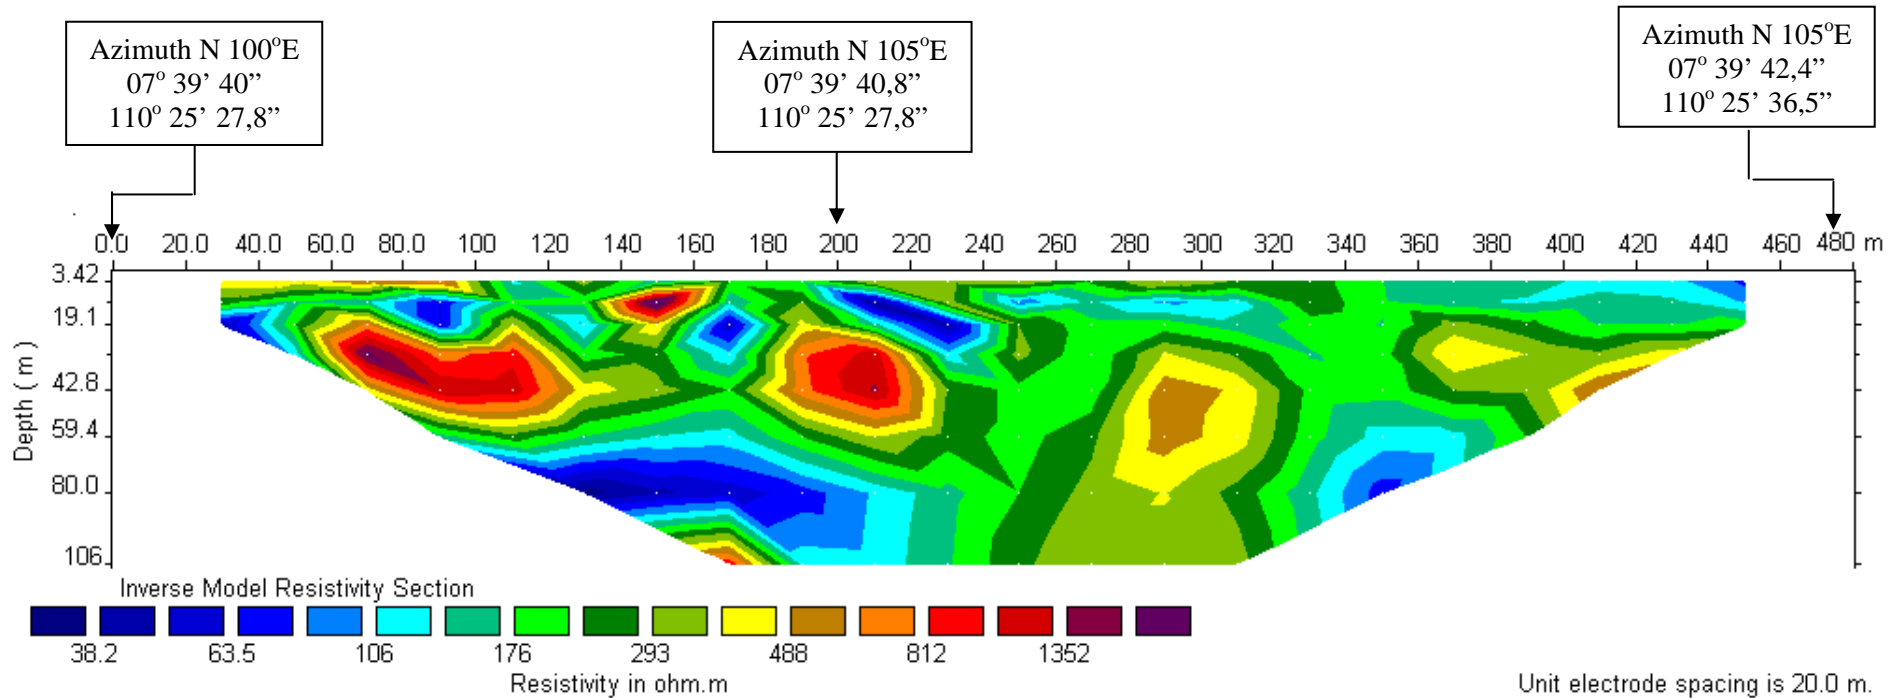 Azimuth N 100°E
07° 39’ 40”
110° 25’ 27,8”
Azimuth N 105°E
07° 39’ 40,8”
110° 25’ 27,8”
Azimuth N 105°E
07° 39’ 42,4”
110° 25’ 36,5”
0.0 20.0 40.0 60.0 80.0 100 120 140 160 180 200 220 240 260 280 300 320 340 360 380 400 420 440 460 480 m
Depth ( m )
3.42
19.1
42.8
59.4
80.0
106.
Inverse Model Resistivity Section
38.2 63.5 106 176 293 488 812 1352
Resistivity in ohm.m
Unit electrode spacing is 20.0 m.